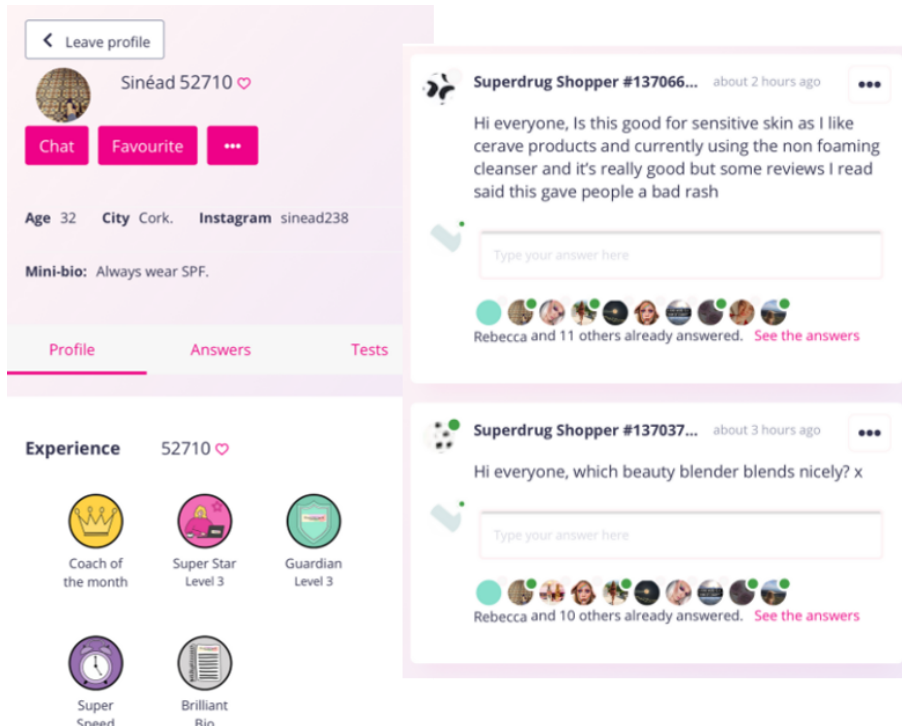 Leave profile
Sinéad 52710
Chat
Favourite
Age 32 City Cork. Instagram sinead238
Mini-bio: Always wear SPF.
Profile Answers Tests
Experience 52710
Coach of
the month
Super Star
Level 3
Guardian
Level 3
Super
Speed
Brilliant
Bio
Superdrug Shopper #137066... about 2 hours ago
Hi everyone, Is this good for sensitive skin as I like
cerave products and currently using the non foaming
cleanser and it's really good but some reviews I read
said this gave people a bad rash
Type your answer here
Rebecca and 11 others already answered. See the answers
Superdrug Shopper #137037... about 3 hours ago
Hi everyone, which beauty blender blends nicely? x
Type your answer here
Rebecca and 10 others already answered. See the answers